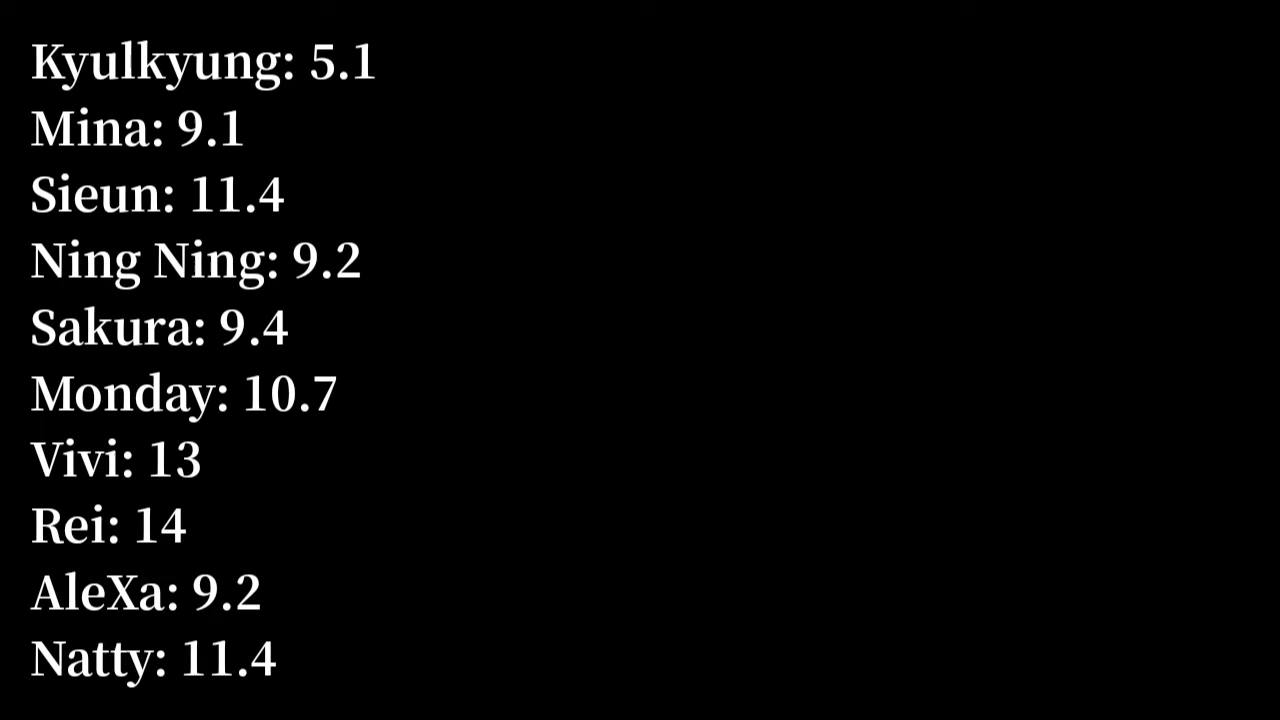 Kyulkyung: 5.1
Mina: 9.1
Sieun: 11.4
Ning Ning: 9.2
Sakura: 9.4
Monday: 10.7
Vivi: 13
Rei: 14
AleXa: 9.2
Natty: 11.4